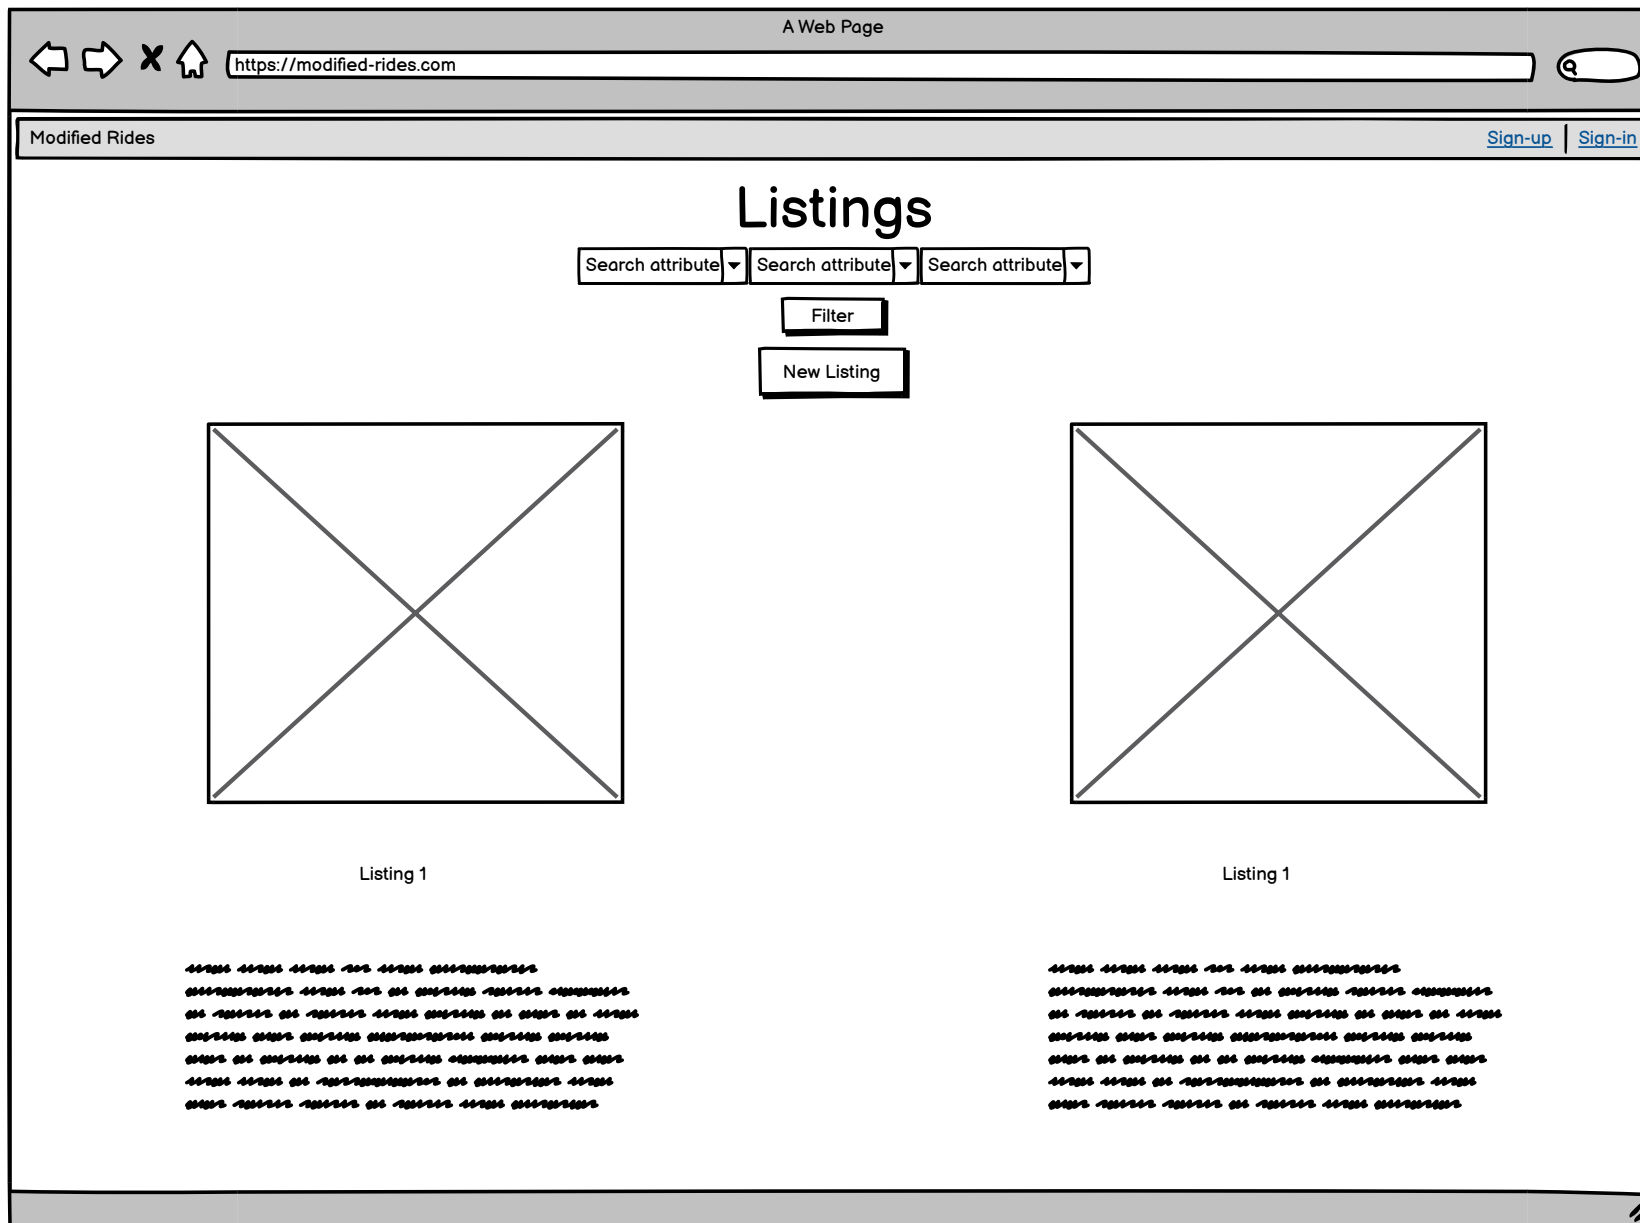 A Web Page
https://modified-rides.com
Modified Rides
Sign-up
Sign-in
Listings
Search attribute
Search attribute
Search attribute
Filter
New Listing
Listing 1
Listing 1